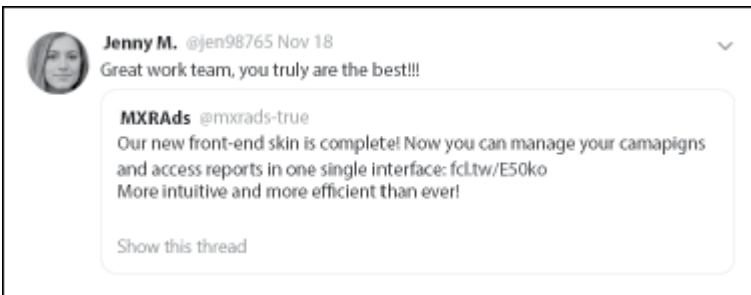 Jenny M. @jen98765 Nov 18
Great work team, you truly are the best!!!
MXRAds @mxrads-true
Our new front-end skin is complete! Now you can manage your camapigns
and access reports in one single interface: fcl.tw/E50ko
More intuitive and more efficient than ever!
Show this thread